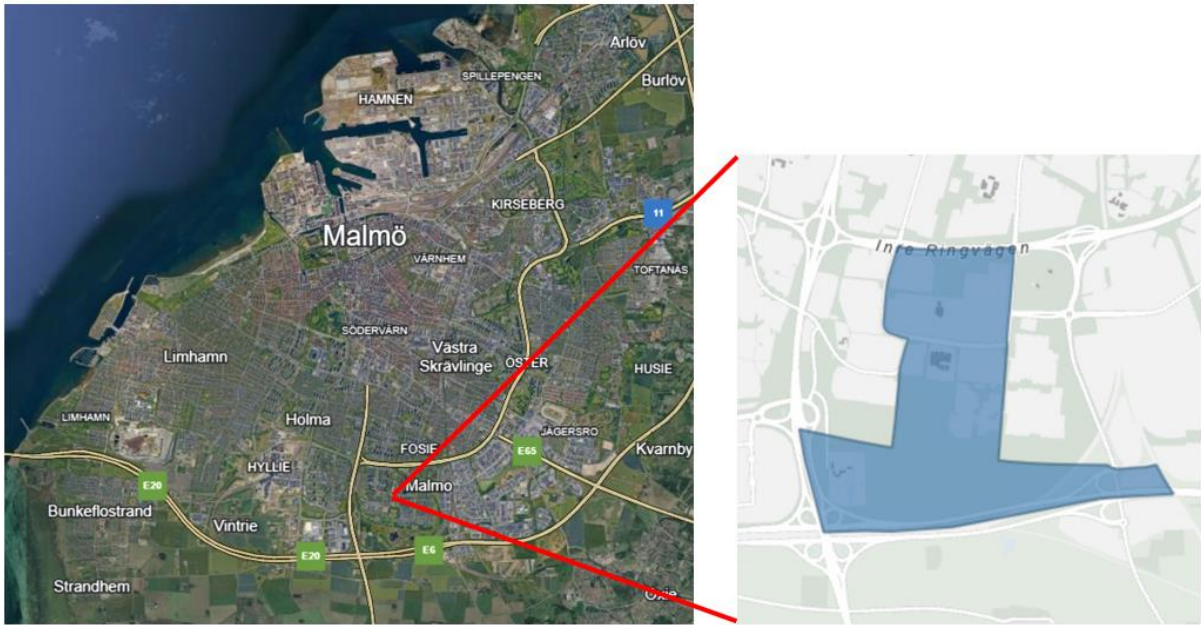 Arlöv
SPILLEPENGEN
Burlöv
HAMNEN
KIRSEBERG
11
Malmö
VÄRNHEM
TOFTANÄS
SÖDERVÄRN
Västra
Skrävlinge
Limhamn
ÖSTER
HUSIE
LIMHAMN
Holma
JÄGERSRO
FOSIE
E65
Kvarnby
HYLLIE
Malmo
E20
Bunkeflostrand
Vintrie
E20
E6
Strandhem
Oxie
Inre Ringvägen